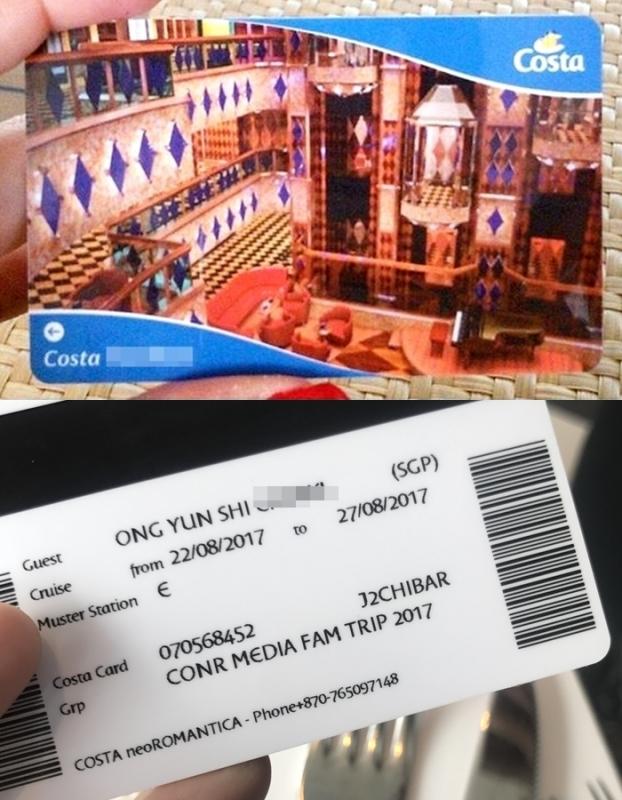 Costa
Costa
Guest ONG YUN SHI (SGP)
Cruise from 22/08/2017 to 27/08/2017
Muster Station €
J2CHIBAR
Costa Card 070568452
Grp CONR MEDIA FAM TRIP 2017
COSTA neoROMANTICA - Phone+870-765097148